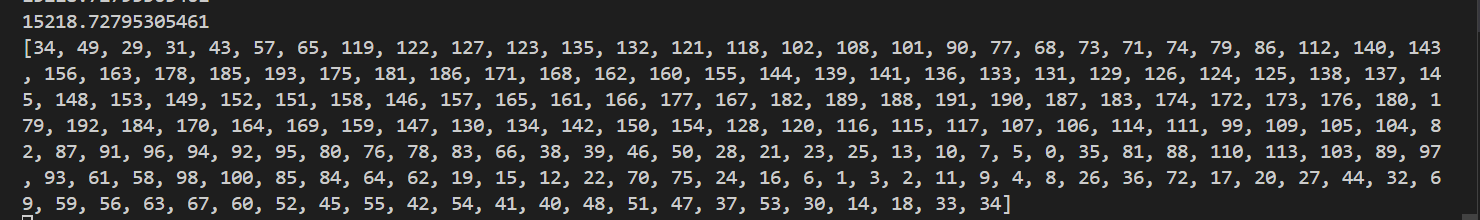 15218.72795305461
[34, 49, 29, 31, 43, 57, 65, 119, 122, 127, 123, 135, 132, 121, 118, 102, 108, 101, 90, 77, 68, 73, 71, 74, 79, 86, 112, 140, 143
, 156, 163, 178, 185, 193, 175, 181, 186, 171, 168, 162, 160, 155, 144, 139, 141, 136, 133, 131, 129, 126, 124, 125, 138, 137, 14
5, 148, 153, 149, 152, 151, 158, 146, 157, 165, 161, 166, 177, 167, 182, 189, 188, 191, 190, 187, 183, 174, 172, 173, 176, 180, 1
79, 192, 184, 170, 164, 169, 159, 147, 130, 134, 142, 150, 154, 128, 120, 116, 115, 117, 107, 106, 114, 111, 99, 109, 105, 104, 8
2, 87, 91, 96, 94, 92, 95, 80, 76, 78, 83, 66, 38, 39, 46, 50, 28, 21, 23, 25, 13, 10, 7, 5, 0, 35, 81, 88, 110, 113, 103, 89, 97
, 93, 61, 58, 98, 100, 85, 84, 64, 62, 19, 15, 12, 22, 70, 75, 24, 16, 6, 1, 3, 2, 11, 9, 4, 8, 26, 36, 72, 17, 20, 27, 44, 32, 6
9, 59, 56, 63, 67, 60, 52, 45, 55, 42, 54, 41, 40, 48, 51, 47, 37, 53, 30, 14, 18, 33, 34]